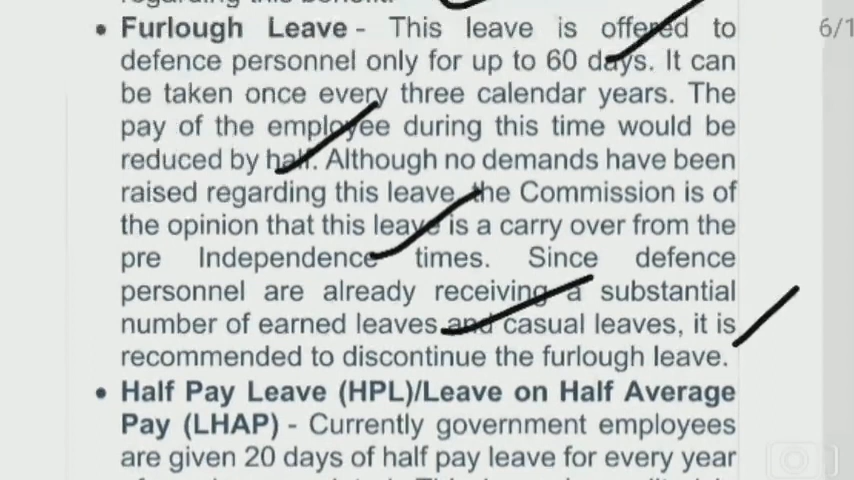 Furlough Leave - This leave is offered to
defence personnel only for up to 60 days. It can
be taken once every three calendar years. The
pay of the employee during this time would be
reduced by half. Although no demands have been
raised regarding this leave, the Commission is of
the opinion that this leave is a carry over from the
pre Independence times. Since defence
personnel are already receiving a substantial
number of earned leaves and casual leaves, it is
recommended to discontinue the furlough leave.
Half Pay Leave (HPL)/Leave on Half Average
Pay (LHAP) - Currently government employees
are given 20 days of half pay leave for every year
6/1